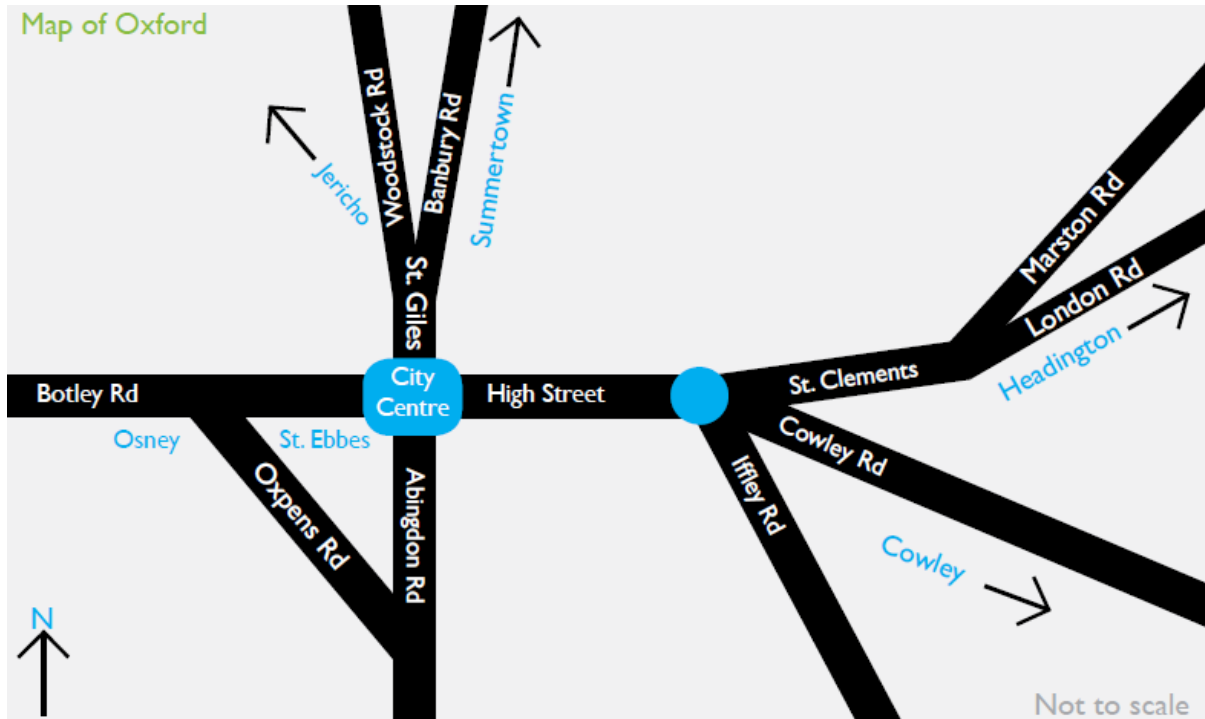 Map of Oxford
Woodstock Rd
Banbury Rd
Summertown
Jericho
St. Giles
Marston Rd
London Rd
Headington
City
Centre
Botley Rd
High Street
St. Clements
Osney
St. Ebbes
Oxpens Rd
Abingdon Rd
Iffley Rd
Cowley Rd
Cowley
N
Not to scale